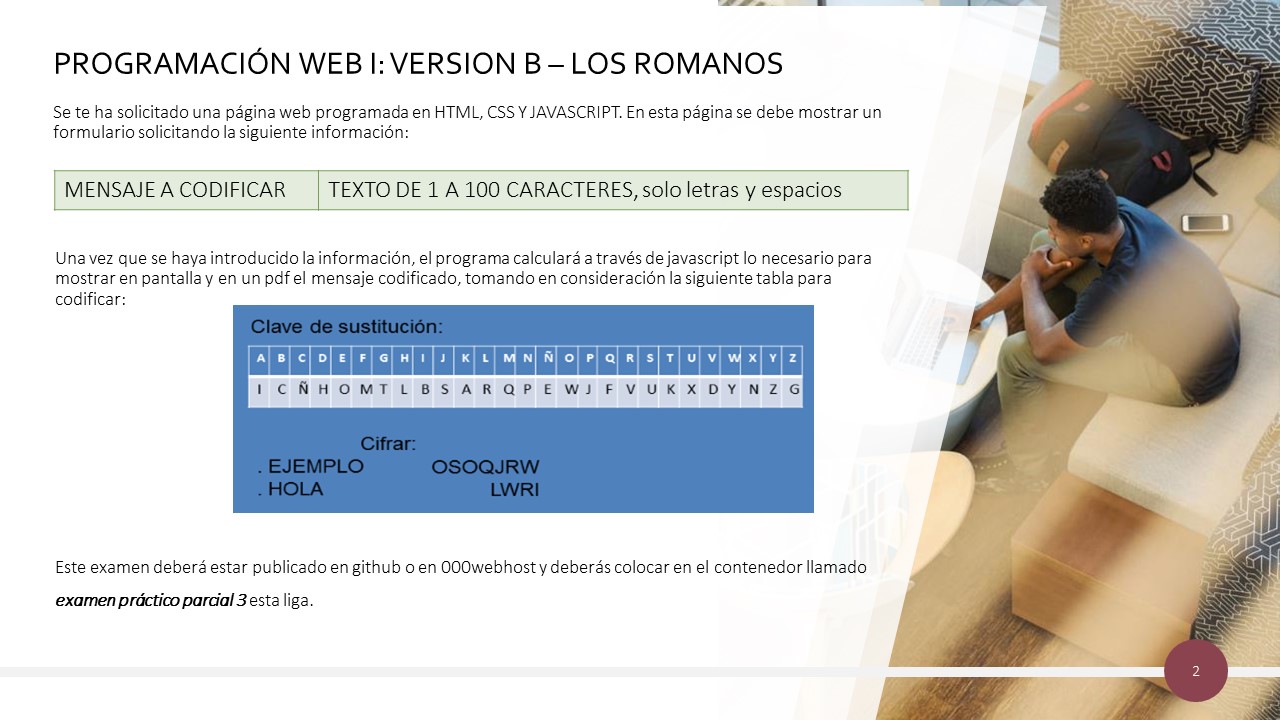 PROGRAMACIÓN WEB I: VERSION B – LOS ROMANOS
Se te ha solicitado una página web programada en HTML, CSS Y JAVASCRIPT. En esta página se debe mostrar un
formulario solicitando la siguiente información:
MENSAJE A CODIFICAR TEXTO DE 1 A 100 CARACTERES, solo letras y espacios
Una vez que se haya introducido la información, el programa calculará a través de javascript lo necesario para
mostrar en pantalla y en un pdf el mensaje codificado, tomando en consideración la siguiente tabla para
codificar:
Clave de sustitución:
A B C D E F G H I J K L M N Ñ O P Q R S T U V W X Y Z
I C Ñ H O M T L B S A R Q P E W J F V U K X D Y N Z G
Cifrar:
. EJEMPLO OSOQJRW
. HOLA LWRI
Este examen deberá estar publicado en github o en 000webhost y deberás colocar en el contenedor llamado
examen práctico parcial 3 esta liga.
2